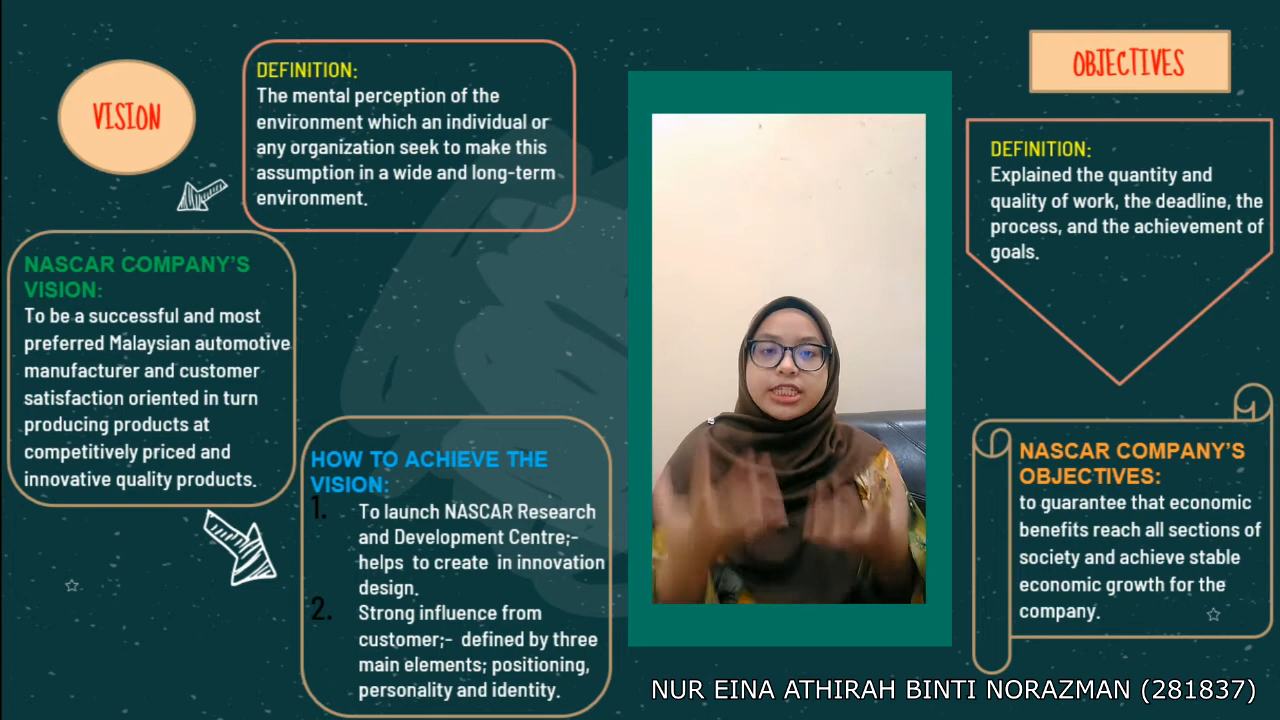 VISION
DEFINITION:
The mental perception of the
environment which an individual or
any organization seek to make this
assumption in a wide and long-term
environment.
NASCAR COMPANY'S
VISION:
To be a successful and most
preferred Malaysian automotive
manufacturer and customer
satisfaction oriented in turn
producing products at
competitively priced and
innovative quality products.
HOW TO ACHIEVE THE
VISION:
1. To launch NASCAR Research
and Development Centre;-
helps to create in innovation
design.
2. Strong influence from
customer;- defined by three
main elements; positioning,
personality and identity.
OBJECTIVES
DEFINITION:
Explained the quantity and
quality of work, the deadline, the
process, and the achievement of
goals.
NASCAR COMPANY'S
OBJECTIVES:
to guarantee that economic
benefits reach all sections of
society and achieve stable
economic growth for the
company.
NUR EINA ATHIRAH BINTI NORAZMAN (281837)